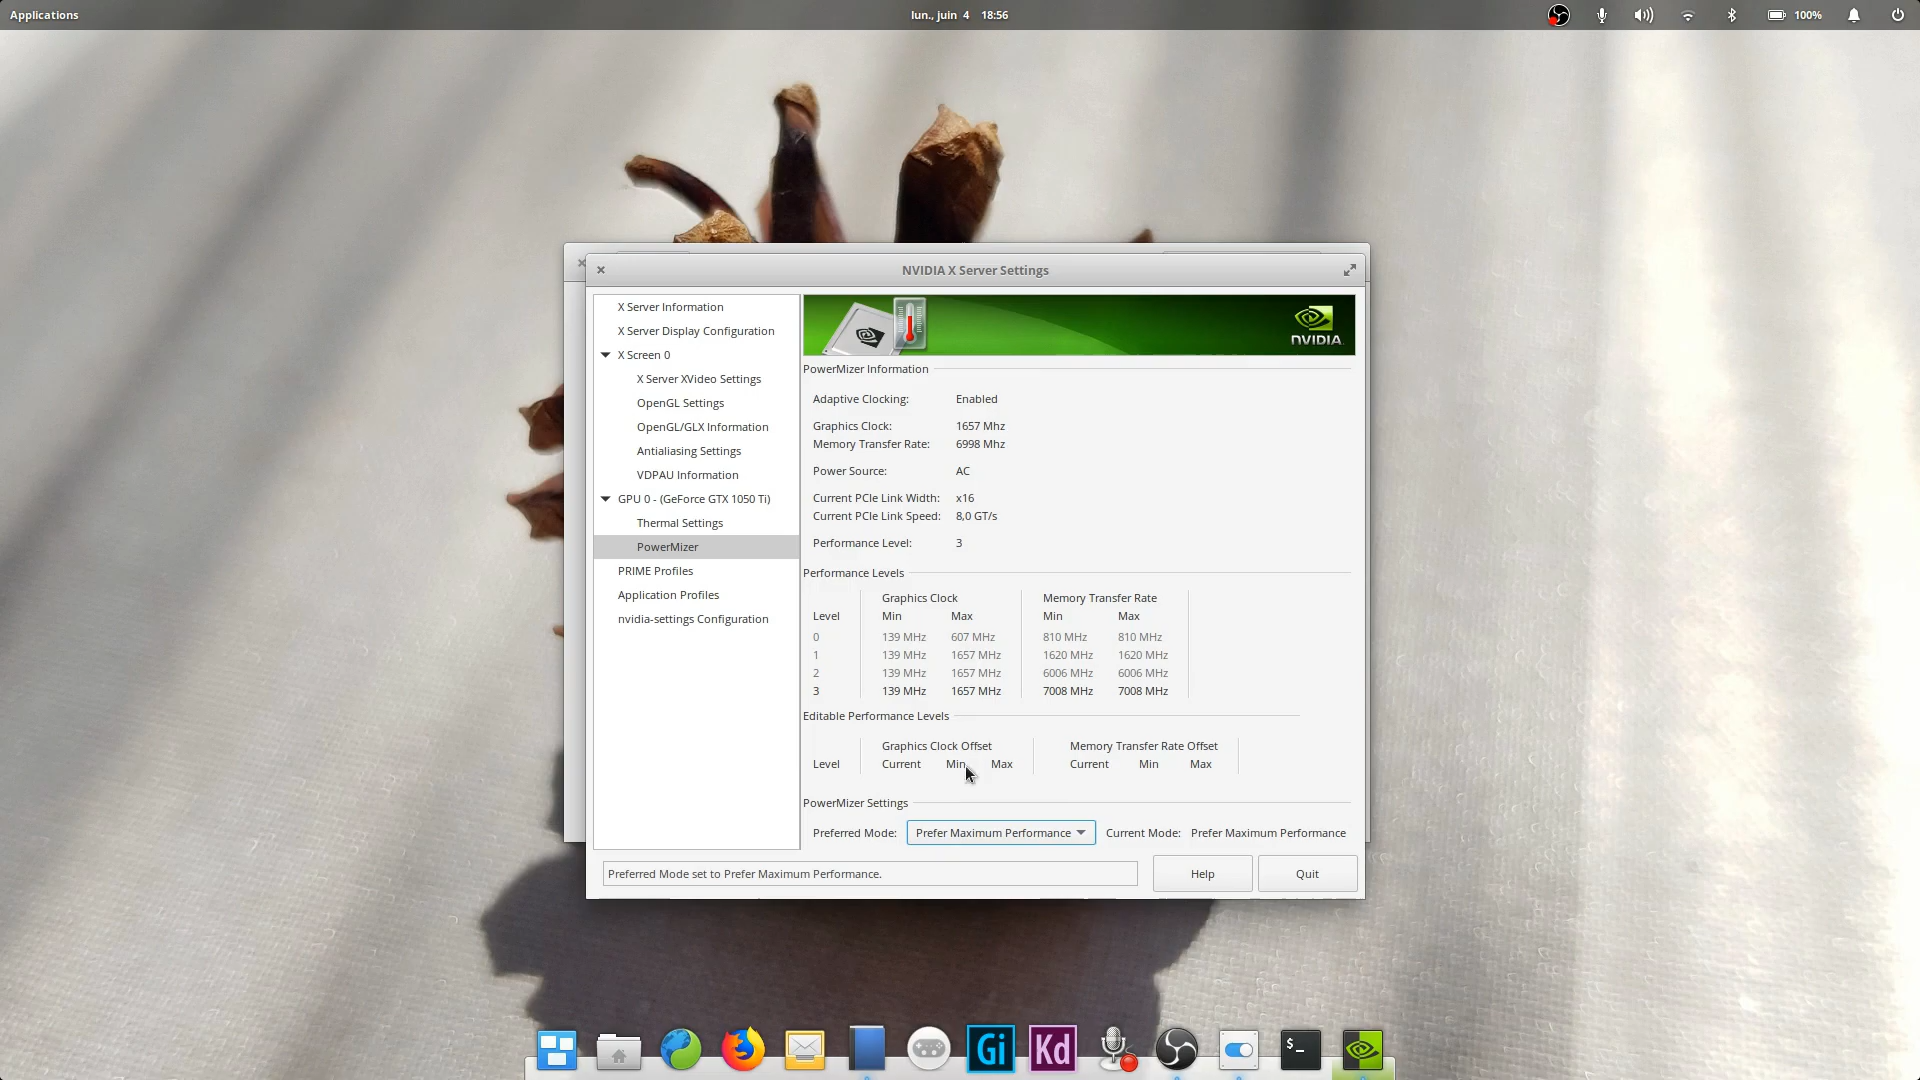 Applications
lun., juin 4 18:56
100%
NVIDIA X Server Settings
X Server Information
X Server Display Configuration
X Screen 0
X Server XVideo Settings
OpenGL Settings
OpenGL/GLX Information
Antialiasing Settings
VDPAU Information
GPU 0 - (GeForce GTX 1050 Ti)
Thermal Settings
PowerMizer
PRIME Profiles
Application Profiles
nvidia-settings Configuration
NVIDIA
PowerMizer Information
Adaptive Clocking: Enabled
Graphics Clock: 1657 Mhz
Memory Transfer Rate: 6998 Mhz
Power Source: AC
Current PCIe Link Width: x16
Current PCIe Link Speed: 8,0 GT/s
Performance Level: 3
Performance Levels
Graphics Clock Memory Transfer Rate
Level Min Max Min Max
0 139 MHz 607 MHz 810 MHz 810 MHz
1 139 MHz 1657 MHz 1620 MHz 1620 MHz
2 139 MHz 1657 MHz 6006 MHz 6006 MHz
3 139 MHz 1657 MHz 7008 MHz 7008 MHz
Editable Performance Levels
Graphics Clock Offset Memory Transfer Rate Offset
Level Current Min Max Current Min Max
PowerMizer Settings
Preferred Mode: Prefer Maximum Performance Current Mode: Prefer Maximum Performance
Preferred Mode set to Prefer Maximum Performance.
Help Quit
Gi Kd $_